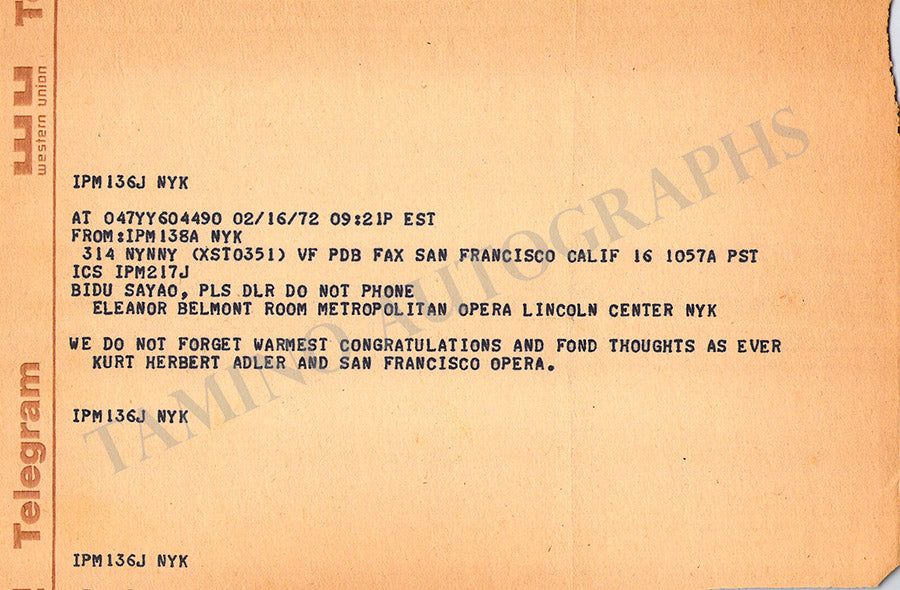 IPM136J NYK
AT 047YY604490 02/16/72 09:21P EST
FROM:IPM138A NYK
314 NYNNY (XST0351) VF PDB FAX SAN FRANCISCO CALIF 16 1057A PST
ICS IPM217J
BIDU SAYAO, PLS DLR DO NOT PHONE
ELEANOR BELMONT ROOM METROPOLITAN OPERA LINCOLN CENTER NYK
WE DO NOT FORGET WARMEST CONGRATULATIONS AND FOND THOUGHTS AS EVER
KURT HERBERT ADLER AND SAN FRANCISCO OPERA.
IPM136J NYK
IPM136J NYK
Telegram
western union
Te
TAMINO AUTOGRAPHS